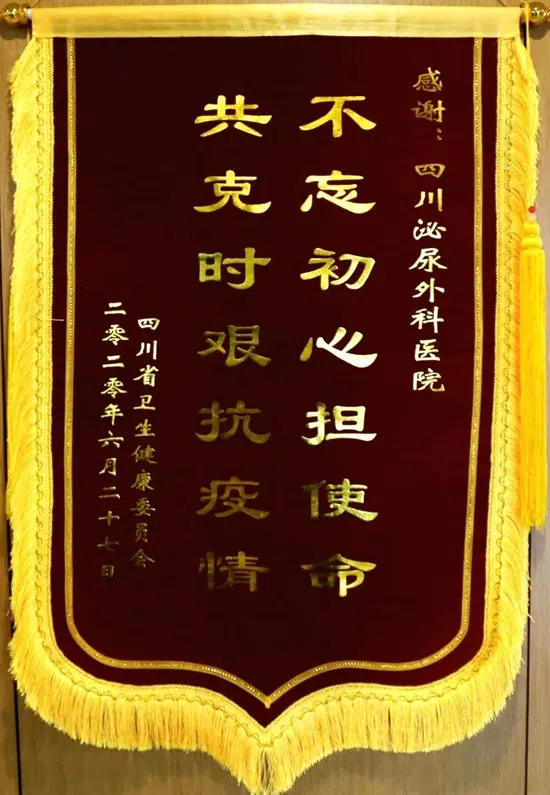 感谢：四川泌尿外科医院
不忘初心担使命
共克时艰抗疫情
四川省卫生健康委员会
二零二零年六月二十七日